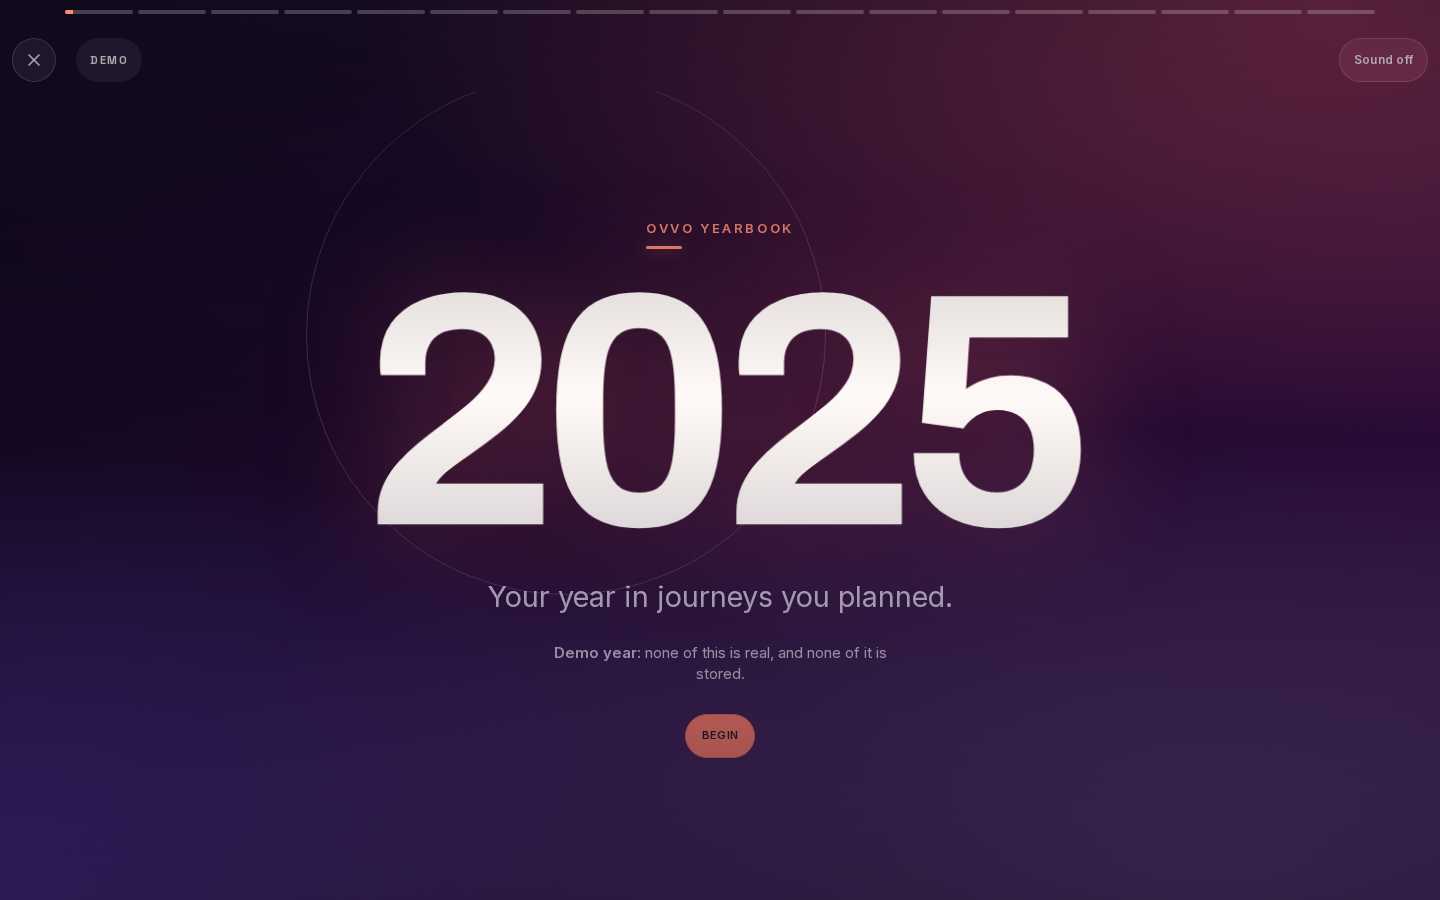 DEMO
Sound off
OVVO YEARBOOK
2025
Your year in journeys you planned.
Demo year: none of this is real, and none of it is
stored.
BEGIN